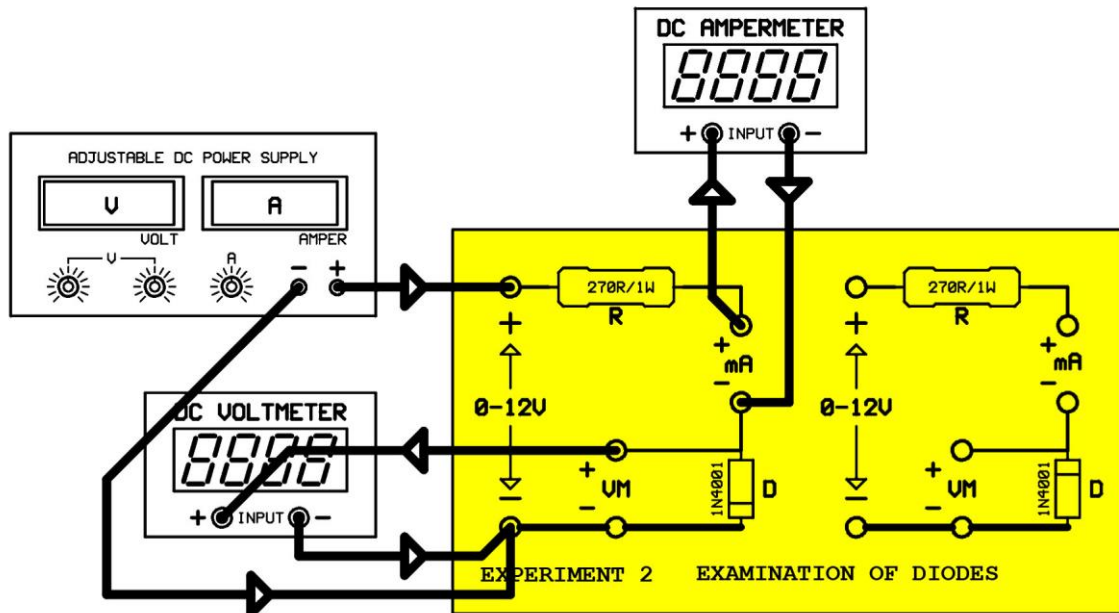 DC AMPERMETER
8888
+ INPUT -
ADJUSTABLE DC POWER SUPPLY
V
A
VOLT
AMPER
V
A
- +
DC VOLTMETER
8888
+ INPUT -
270R/1W
R
+
0-12V
-
+
mA
-
+
VM
-
1N4001
D
270R/1W
R
+
0-12V
-
+
mA
-
+
VM
-
1N4001
D
EXPERIMENT 2 EXAMINATION OF DIODES